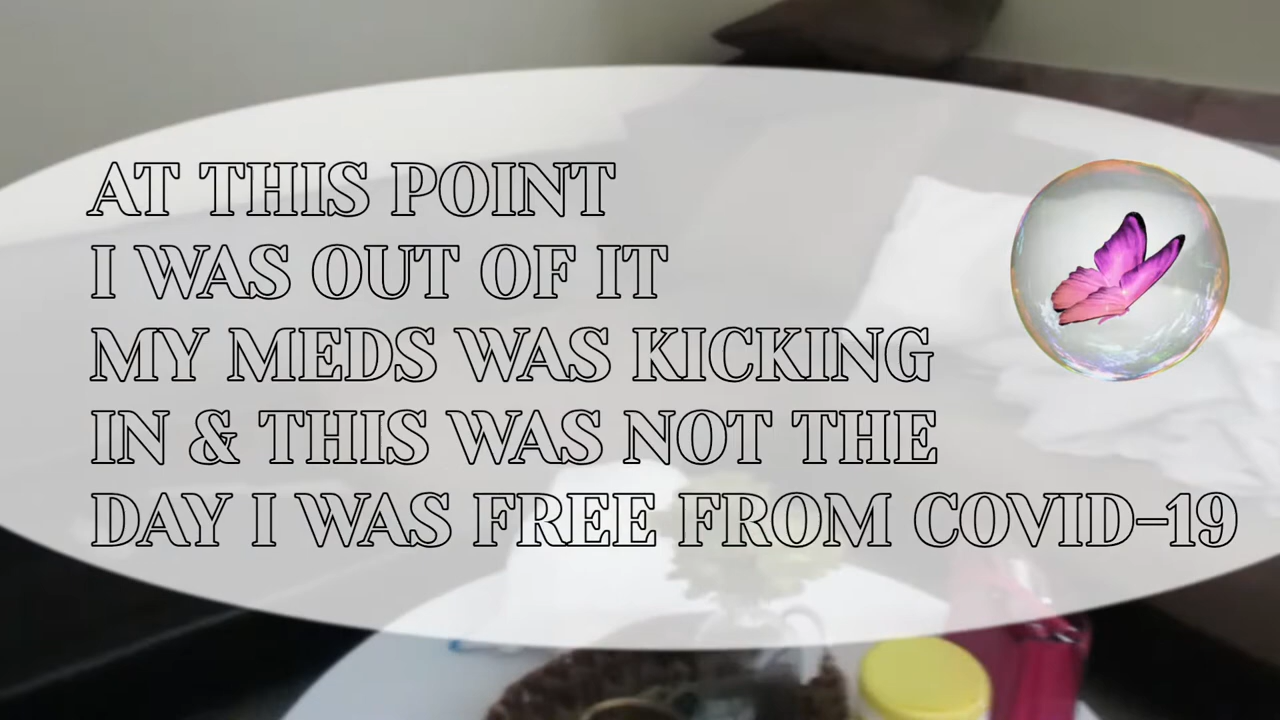 AT THIS POINT
I WAS OUT OF IT
MY MEDS WAS KICKING
IN & THIS WAS NOT THE
DAY I WAS FREE FROM COVID-19